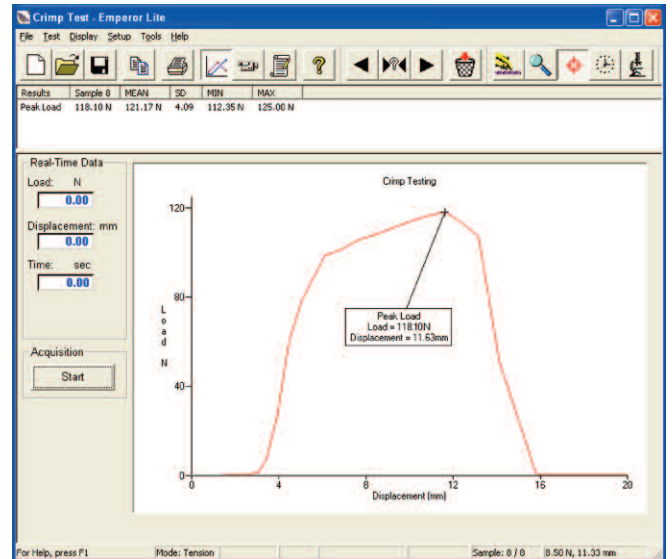 Crimp Test - Emperor Lite
File Test Display Setup Tools Help
Results Sample 8 MEAN SD MIN MAX
Peak Load 118.10 N 121.17 N 4.09 112.35 N 125.00 N
Real-Time Data
Load: N
0.00
Displacement: mm
0.00
Time: sec
0.00
Acquisition
Start
Crimp Testing
Load N
120
80
40
0
Peak Load
Load = 118.10N
Displacement = 11.63mm
0 4 8 12 16 20
Displacement (mm)
For Help, press F1 Mode: Tension Sample: 8 / 8 8.50 N, 11.33 mm